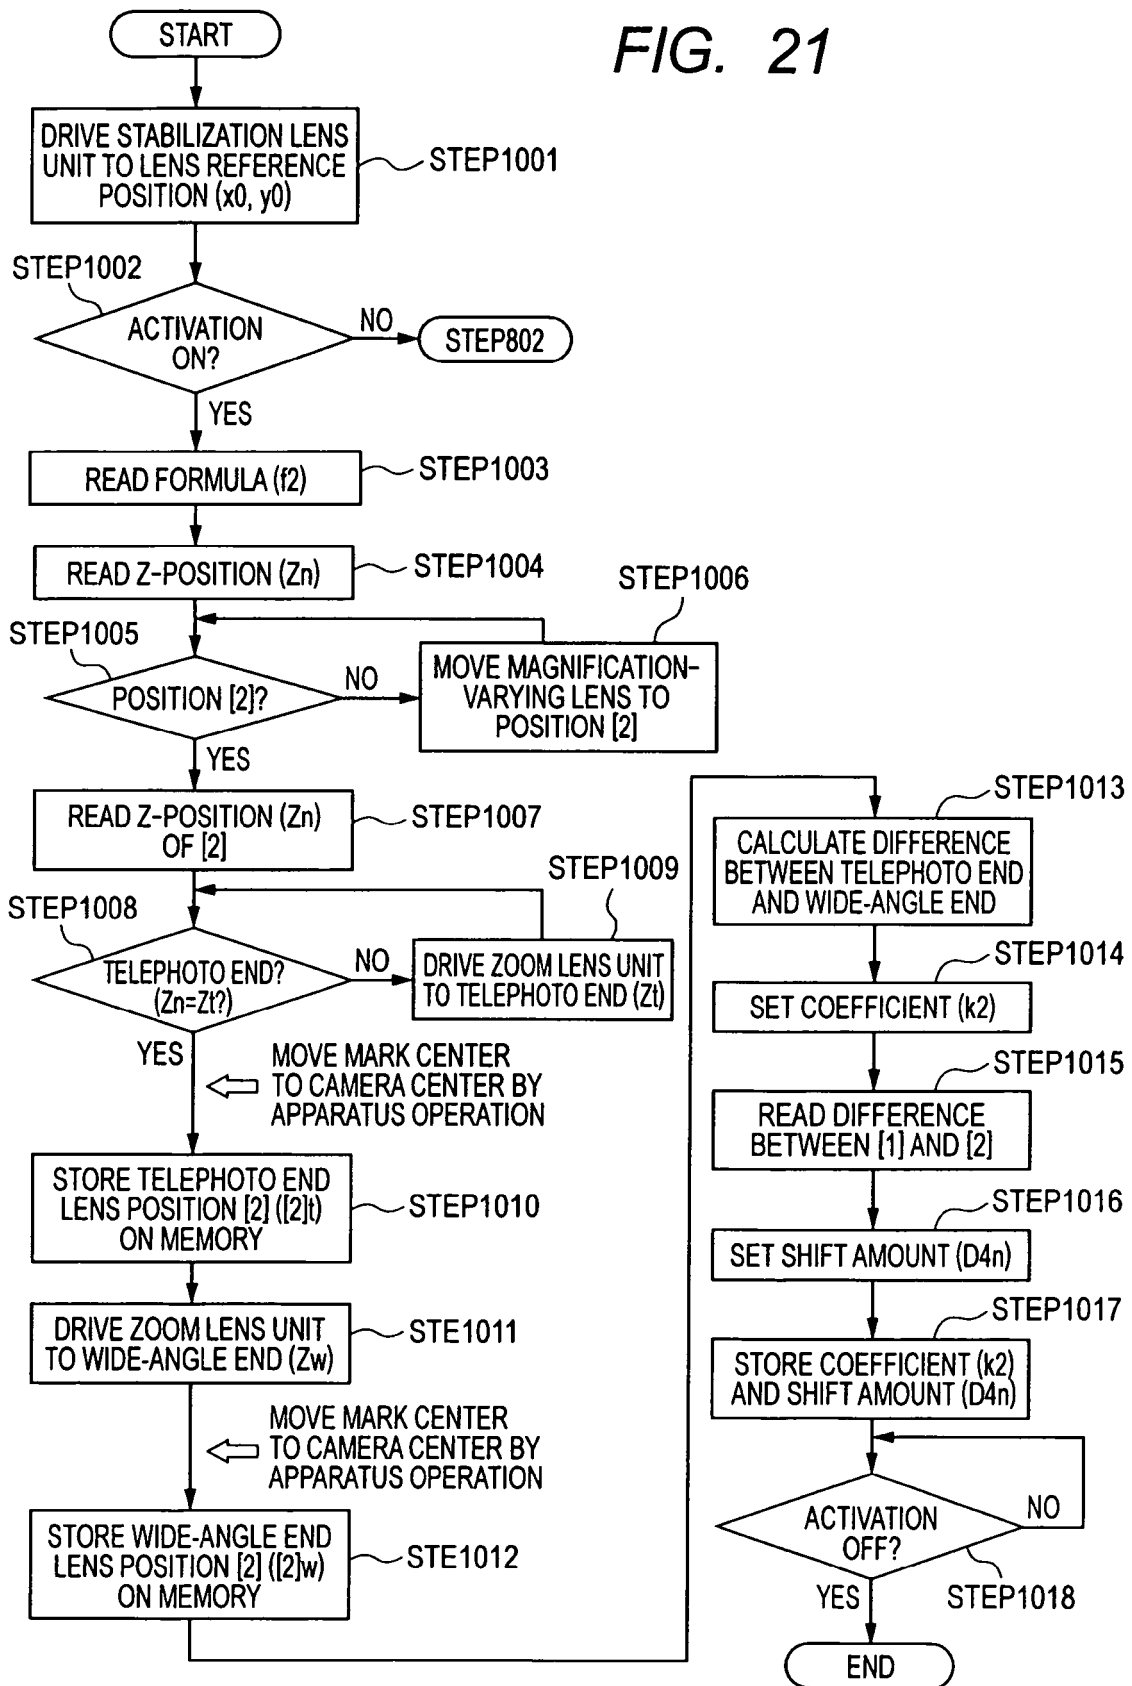 FIG. 21
START
DRIVE STABILIZATION LENS
UNIT TO LENS REFERENCE
POSITION (x0, y0)
STEP1001
STEP1002
ACTIVATION
ON?
NO
STEP802
YES
READ FORMULA (f2)
STEP1003
READ Z-POSITION (Zn)
STEP1004
STEP1005
POSITION [2]?
NO
STEP1006
MOVE MAGNIFICATION-
VARYING LENS TO
POSITION [2]
YES
READ Z-POSITION (Zn)
OF [2]
STEP1007
STEP1008
TELEPHOTO END?
(Zn=Zt?)
NO
STEP1009
DRIVE ZOOM LENS UNIT
TO TELEPHOTO END (Zt)
YES
MOVE MARK CENTER
TO CAMERA CENTER BY
APPARATUS OPERATION
STORE TELEPHOTO END
LENS POSITION [2] ([2]t)
ON MEMORY
STEP1010
DRIVE ZOOM LENS UNIT
TO WIDE-ANGLE END (Zw)
STE1011
MOVE MARK CENTER
TO CAMERA CENTER BY
APPARATUS OPERATION
STORE WIDE-ANGLE END
LENS POSITION [2] ([2]w)
ON MEMORY
STE1012
STEP1013
CALCULATE DIFFERENCE
BETWEEN TELEPHOTO END
AND WIDE-ANGLE END
STEP1014
SET COEFFICIENT (k2)
STEP1015
READ DIFFERENCE
BETWEEN [1] AND [2]
STEP1016
SET SHIFT AMOUNT (D4n)
STEP1017
STORE COEFFICIENT (k2)
AND SHIFT AMOUNT (D4n)
ACTIVATION
OFF?
NO
STEP1018
YES
END